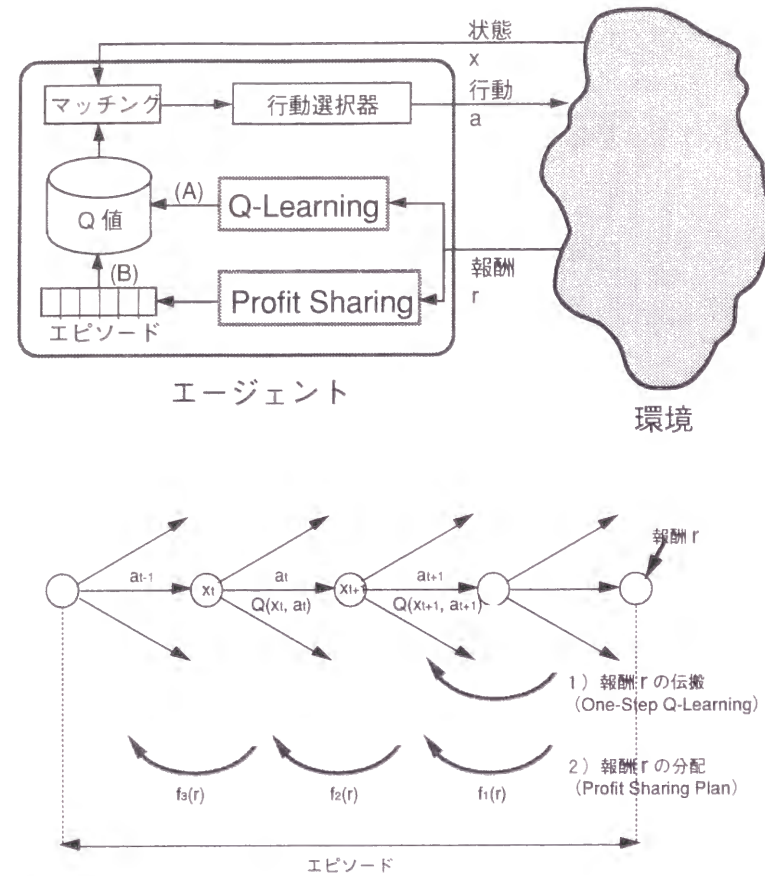 状態
x
マッチング
行動選択器
行動
a
Q 値
(A)
Q-Learning
(B)
Profit Sharing
報酬
r
エピソード
エージェント
環境
報酬 r
at-1
xt
at
Q(xt, at)
xt+1
at+1
Q(xt+1, at+1)
1) 報酬 r の伝搬
(One-Step Q-Learning)
2) 報酬 r の分配
(Profit Sharing Plan)
f3(r)
f2(r)
f1(r)
エピソード